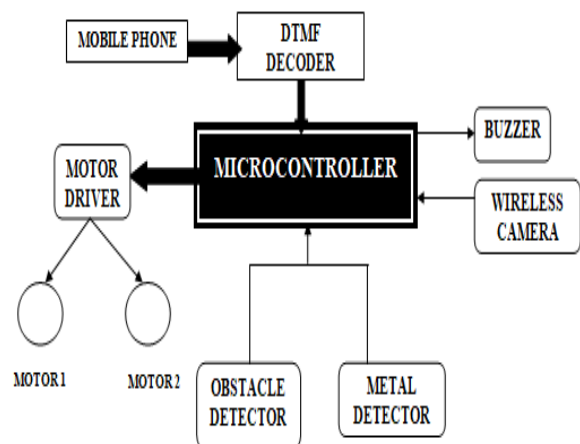 MOBILE PHONE
DTMF
DECODER
BUZZER
MICROCONTROLLER
MOTOR
DRIVER
WIRELESS
CAMERA
MOTOR 1
MOTOR 2
OBSTACLE
DETECTOR
METAL
DETECTOR